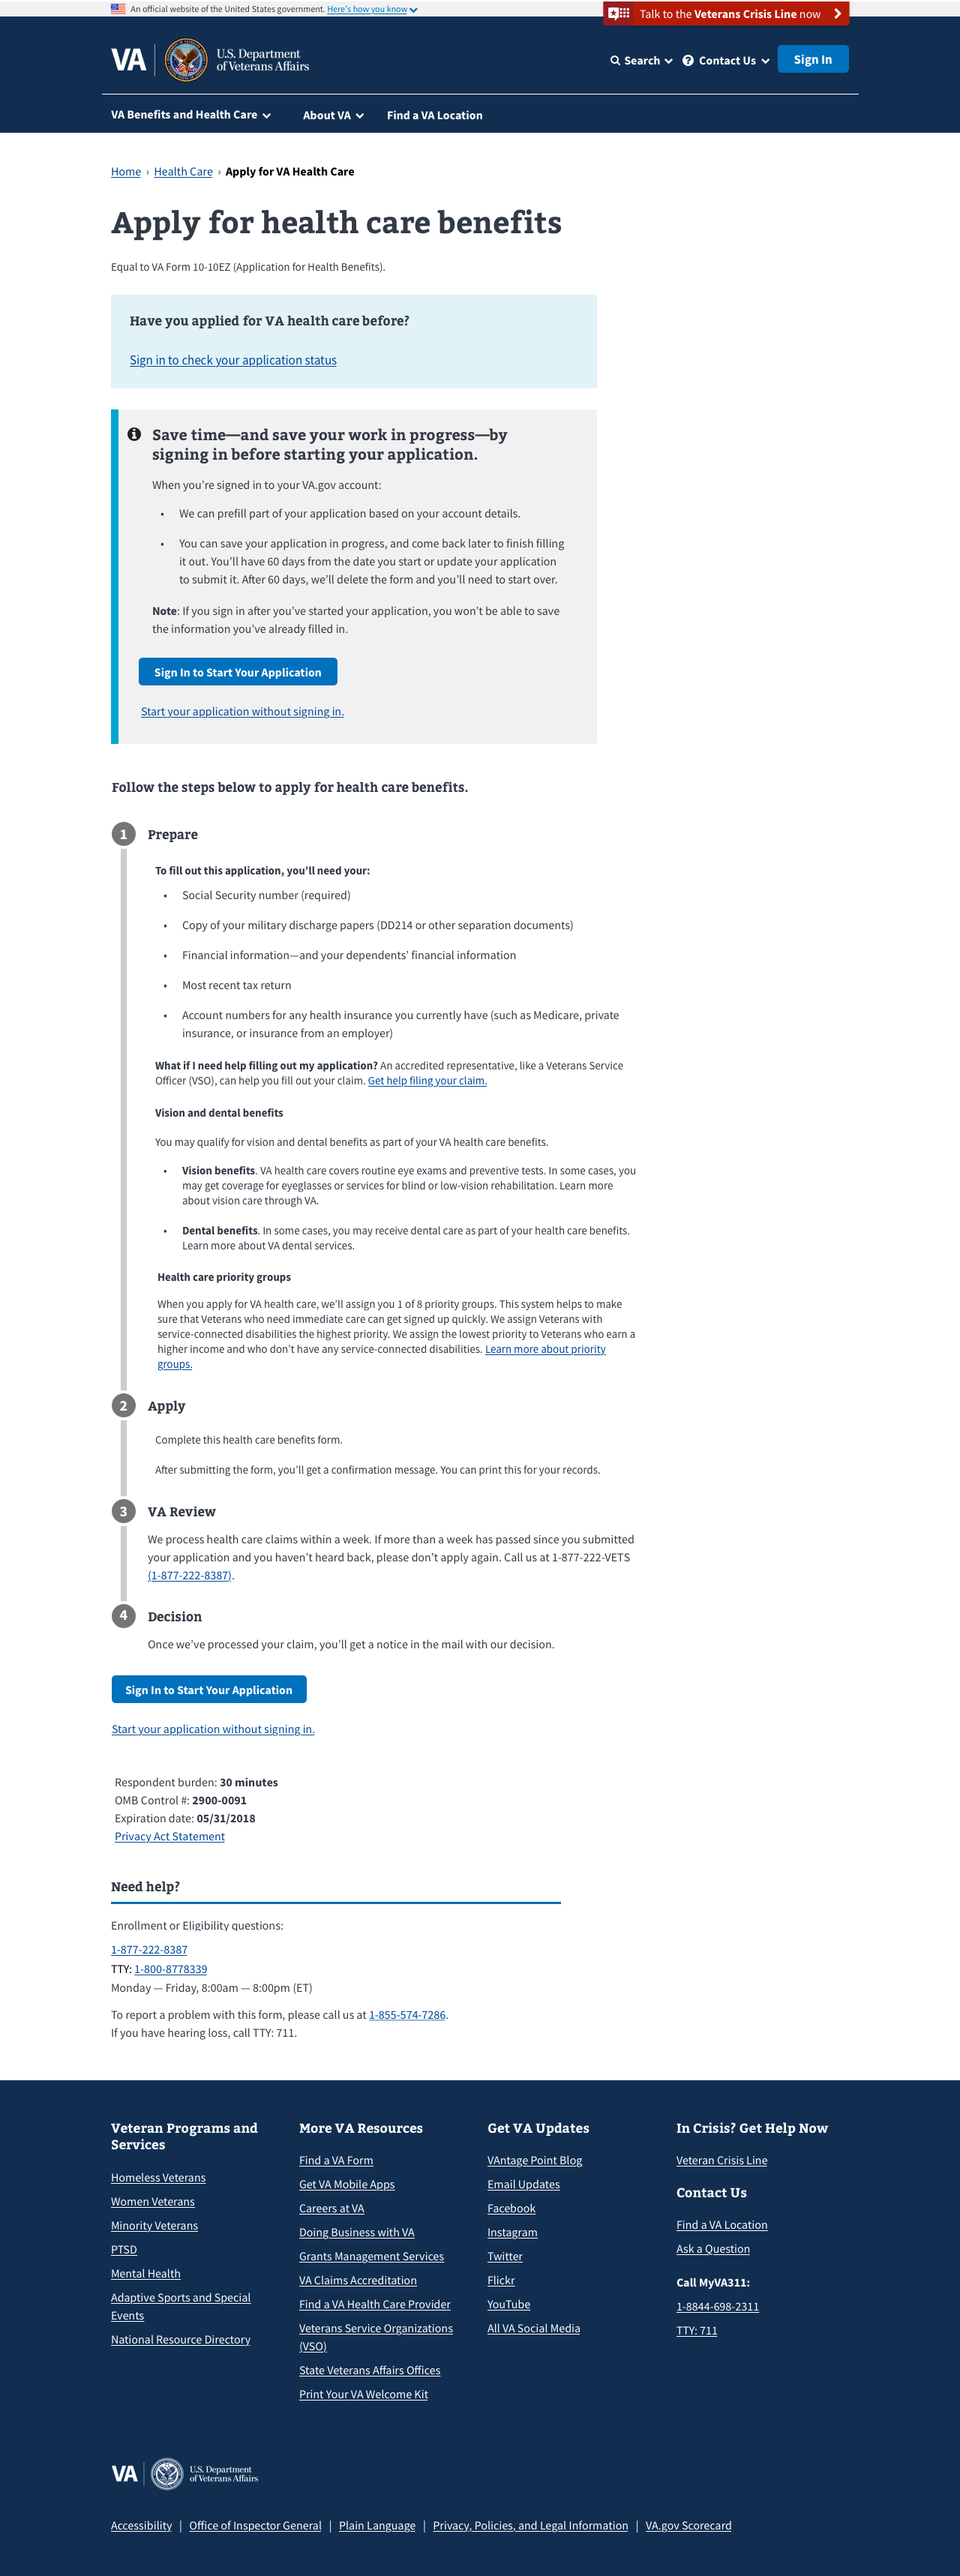 An official website of the United States government. Here's how you know
Talk to the Veterans Crisis Line now
VA
U.S. Department
of Veterans Affairs
Search
Contact Us
Sign In
VA Benefits and Health Care
About VA
Find a VA Location
Home › Health Care › Apply for VA Health Care
Apply for health care benefits
Equal to VA Form 10-10EZ (Application for Health Benefits).
Have you applied for VA health care before?
Sign in to check your application status
Save time—and save your work in progress—by
signing in before starting your application.
When you're signed in to your VA.gov account:
• We can prefill part of your application based on your account details.
• You can save your application in progress, and come back later to finish filling
it out. You'll have 60 days from the date you start or update your application
to submit it. After 60 days, we'll delete the form and you'll need to start over.
Note: If you sign in after you've started your application, you won't be able to save
the information you've already filled in.
Sign In to Start Your Application
Start your application without signing in.
Follow the steps below to apply for health care benefits.
1 Prepare
To fill out this application, you'll need your:
• Social Security number (required)
• Copy of your military discharge papers (DD214 or other separation documents)
• Financial information—and your dependents' financial information
• Most recent tax return
• Account numbers for any health insurance you currently have (such as Medicare, private
insurance, or insurance from an employer)
What if I need help filling out my application? An accredited representative, like a Veterans Service
Officer (VSO), can help you fill out your claim. Get help filing your claim.
Vision and dental benefits
You may qualify for vision and dental benefits as part of your VA health care benefits.
• Vision benefits. VA health care covers routine eye exams and preventive tests. In some cases, you
may get coverage for eyeglasses or services for blind or low-vision rehabilitation. Learn more
about vision care through VA.
• Dental benefits. In some cases, you may receive dental care as part of your health care benefits.
Learn more about VA dental services.
Health care priority groups
When you apply for VA health care, we'll assign you 1 of 8 priority groups. This system helps to make
sure that Veterans who need immediate care can get signed up quickly. We assign Veterans with
service-connected disabilities the highest priority. We assign the lowest priority to Veterans who earn a
higher income and who don't have any service-connected disabilities. Learn more about priority
groups.
2 Apply
Complete this health care benefits form.
After submitting the form, you'll get a confirmation message. You can print this for your records.
3 VA Review
We process health care claims within a week. If more than a week has passed since you submitted
your application and you haven't heard back, please don't apply again. Call us at 1-877-222-VETS
(1-877-222-8387).
4 Decision
Once we've processed your claim, you'll get a notice in the mail with our decision.
Sign In to Start Your Application
Start your application without signing in.
Respondent burden: 30 minutes
OMB Control #: 2900-0091
Expiration date: 05/31/2018
Privacy Act Statement
Need help?
Enrollment or Eligibility questions:
1-877-222-8387
TTY: 1-800-8778339
Monday — Friday, 8:00am — 8:00pm (ET)
To report a problem with this form, please call us at 1-855-574-7286.
If you have hearing loss, call TTY: 711.
Veteran Programs and
Services
Homeless Veterans
Women Veterans
Minority Veterans
PTSD
Mental Health
Adaptive Sports and Special
Events
National Resource Directory
More VA Resources
Find a VA Form
Get VA Mobile Apps
Careers at VA
Doing Business with VA
Grants Management Services
VA Claims Accreditation
Find a VA Health Care Provider
Veterans Service Organizations
(VSO)
State Veterans Affairs Offices
Print Your VA Welcome Kit
Get VA Updates
VAntage Point Blog
Email Updates
Facebook
Instagram
Twitter
Flickr
YouTube
All VA Social Media
In Crisis? Get Help Now
Veteran Crisis Line
Contact Us
Find a VA Location
Ask a Question
Call MyVA311:
1-8844-698-2311
TTY: 711
VA
U.S. Department
of Veterans Affairs
Accessibility | Office of Inspector General | Plain Language | Privacy, Policies, and Legal Information | VA.gov Scorecard